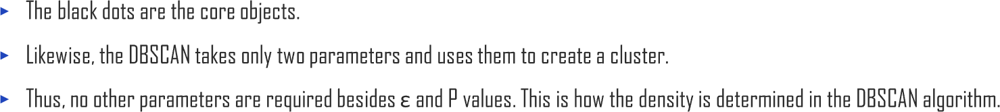 ▸ The black dots are the core objects.
▸ Likewise, the DBSCAN takes only two parameters and uses them to create a cluster.
▸ Thus, no other parameters are required besides ε and P values. This is how the density is determined in the DBSCAN algorithm